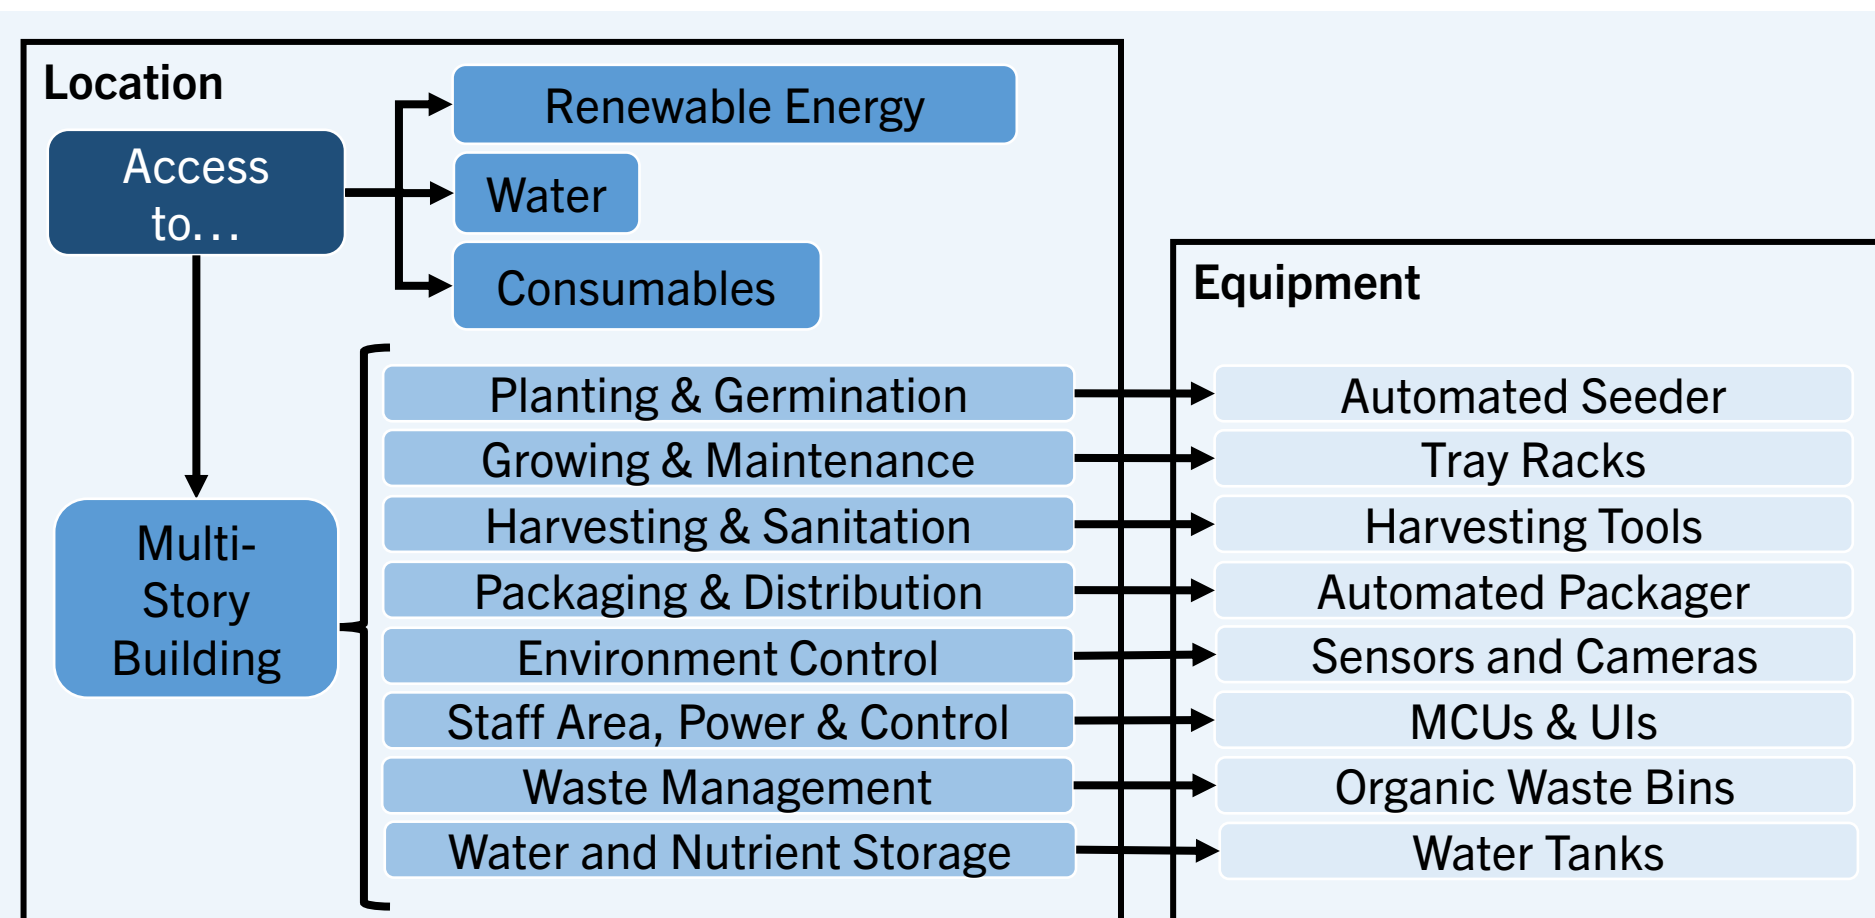 Location
Access
to...
Renewable Energy
Water
Consumables
Multi-
Story
Building
Planting & Germination
Growing & Maintenance
Harvesting & Sanitation
Packaging & Distribution
Environment Control
Staff Area, Power & Control
Waste Management
Water and Nutrient Storage
Equipment
Automated Seeder
Tray Racks
Harvesting Tools
Automated Packager
Sensors and Cameras
MCUs & UIs
Organic Waste Bins
Water Tanks